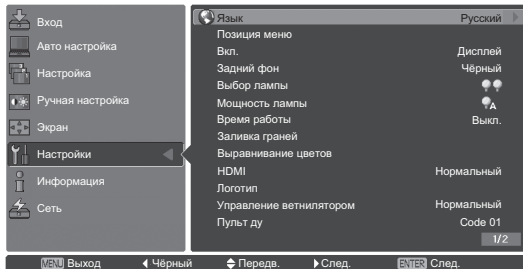 Вход
Авто настройка
Настройка
Ручная настройка
Экран
Настройки
Информация
Сеть
Язык Русский
Позиция меню
Вкл. Дисплей
Задний фон Чёрный
Выбор лампы
Мощность лампы A
Время работы Выкл.
Заливка граней
Выравнивание цветов
HDMI Нормальный
Логотип
Управление ветнилятором Нормальный
Пульт ду Code 01
1/2
MENU Выход Чёрный Передв. След. ENTER След.